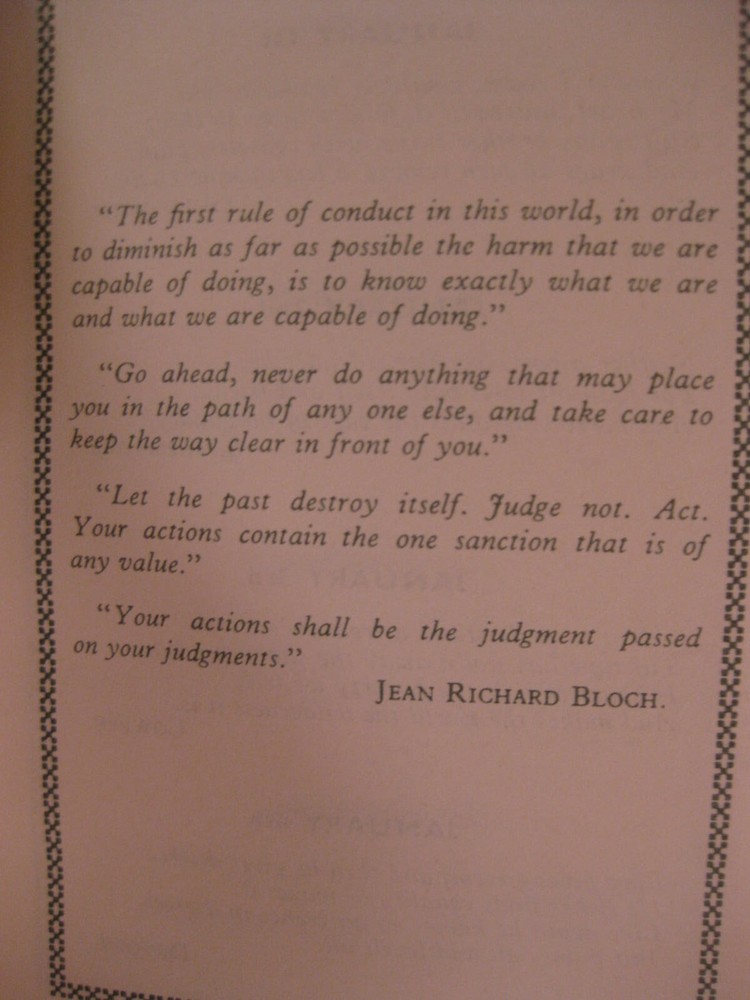 “The first rule of conduct in this world, in order
to diminish as far as possible the harm that we are
capable of doing, is to know exactly what we are
and what we are capable of doing.”
“Go ahead, never do anything that may place
you in the path of any one else, and take care to
keep the way clear in front of you.”
“Let the past destroy itself. Judge not. Act.
Your actions contain the one sanction that is of
any value.”
“Your actions shall be the judgment passed
on your judgments.”
JEAN RICHARD BLOCH.